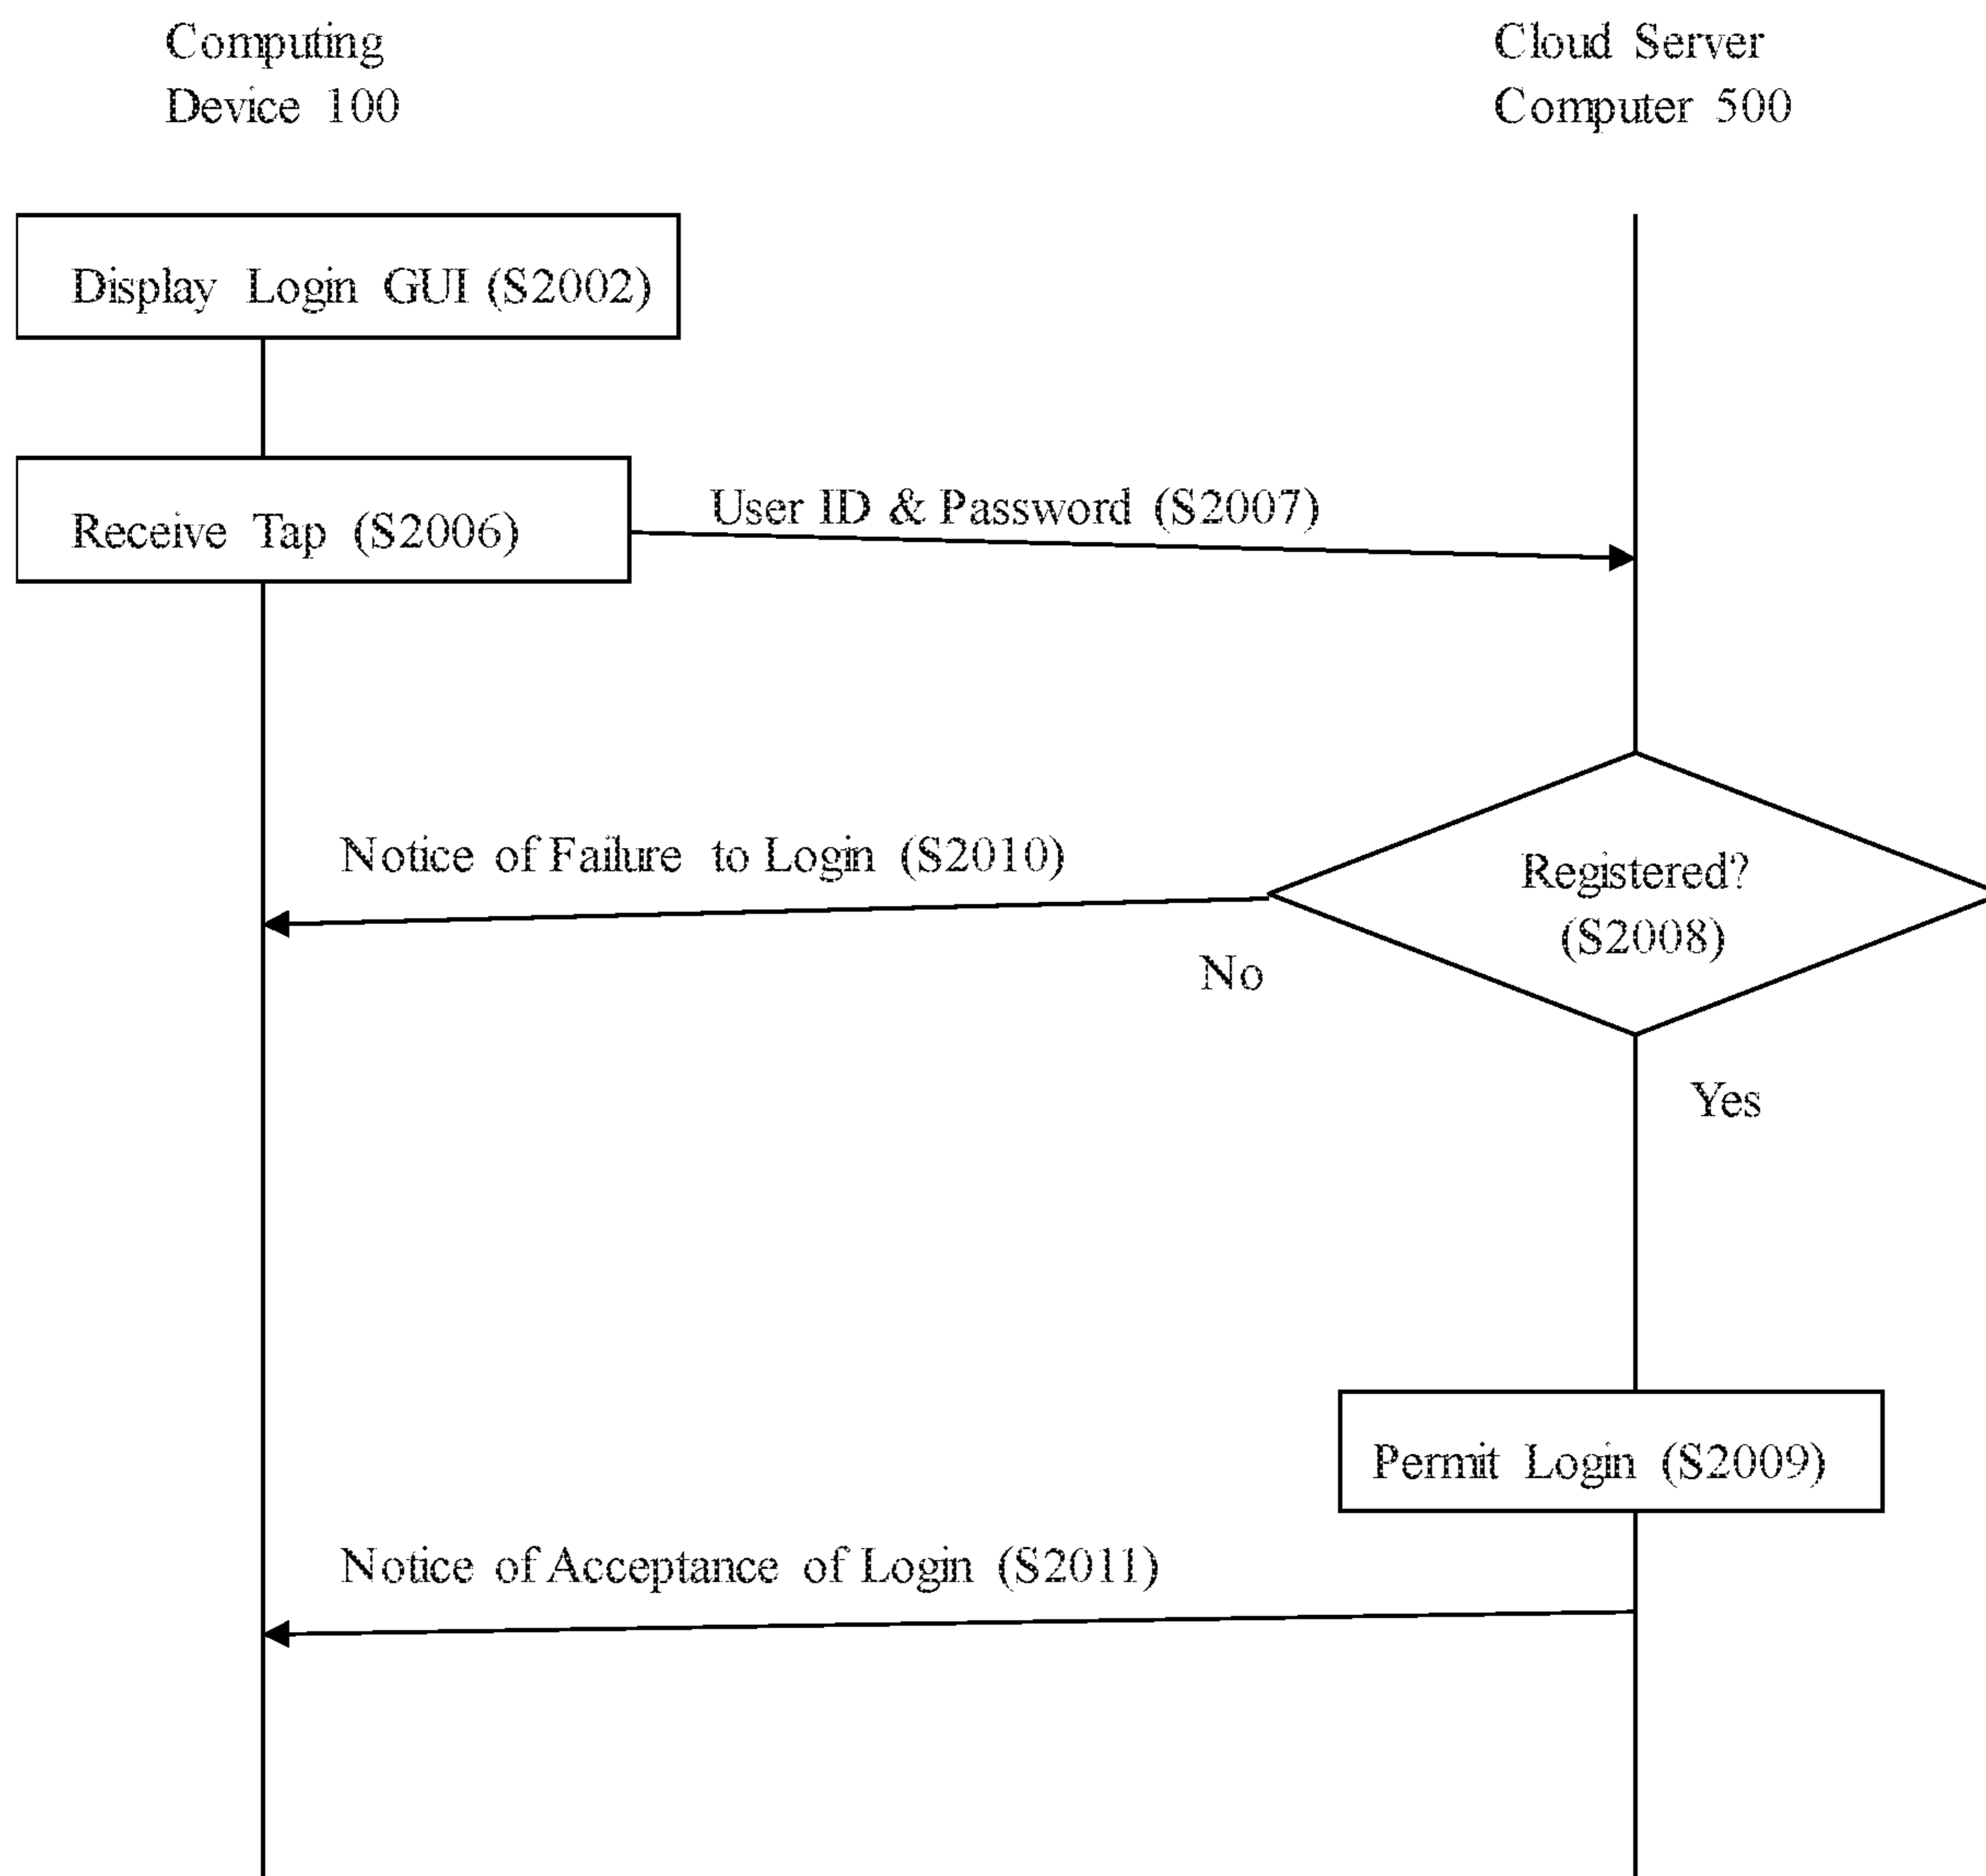 Computing
Device 100
Cloud Server
Computer 500
Display Login GUI (S2002)
Receive Tap (S2006)
User ID & Password (S2007)
Notice of Failure to Login (S2010)
Registered?
(S2008)
No
Yes
Permit Login (S2009)
Notice of Acceptance of Login (S2011)